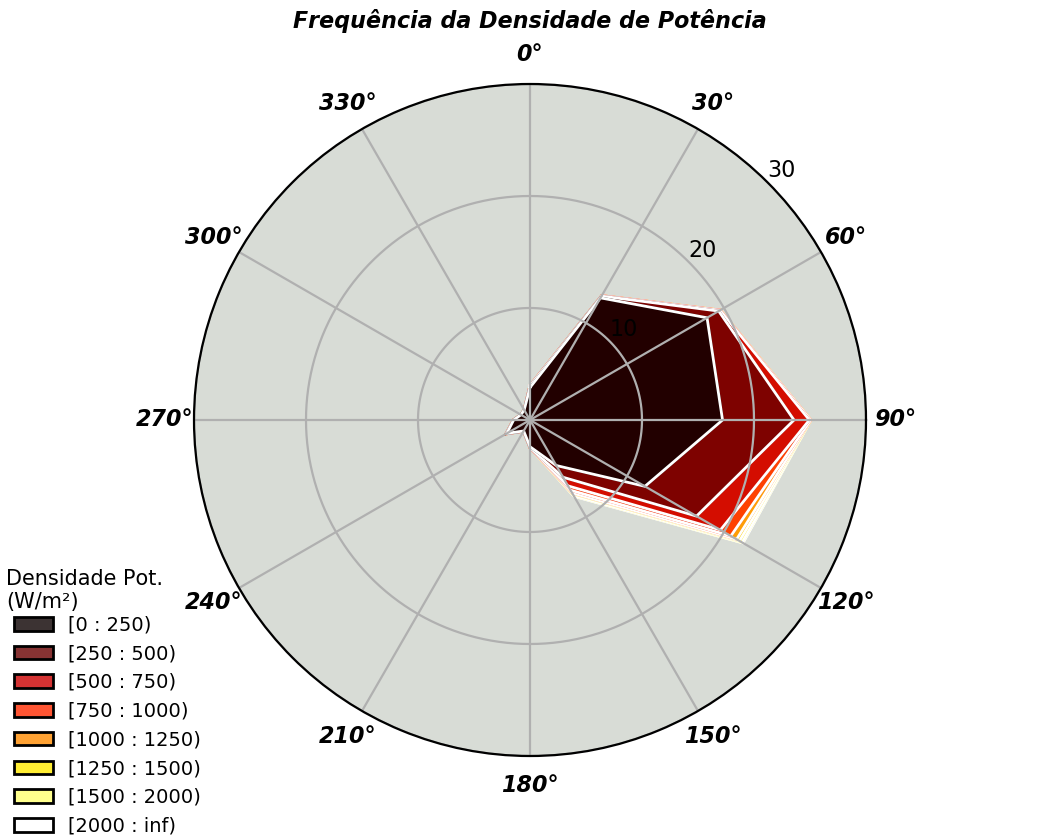 Frequência da Densidade de Potência
0°
330°
30°
30
300°
60°
20
10
270°
90°
240°
120°
210°
150°
180°
Densidade Pot.
(W/m²)
[0 : 250)
[250 : 500)
[500 : 750)
[750 : 1000)
[1000 : 1250)
[1250 : 1500)
[1500 : 2000)
[2000 : inf)